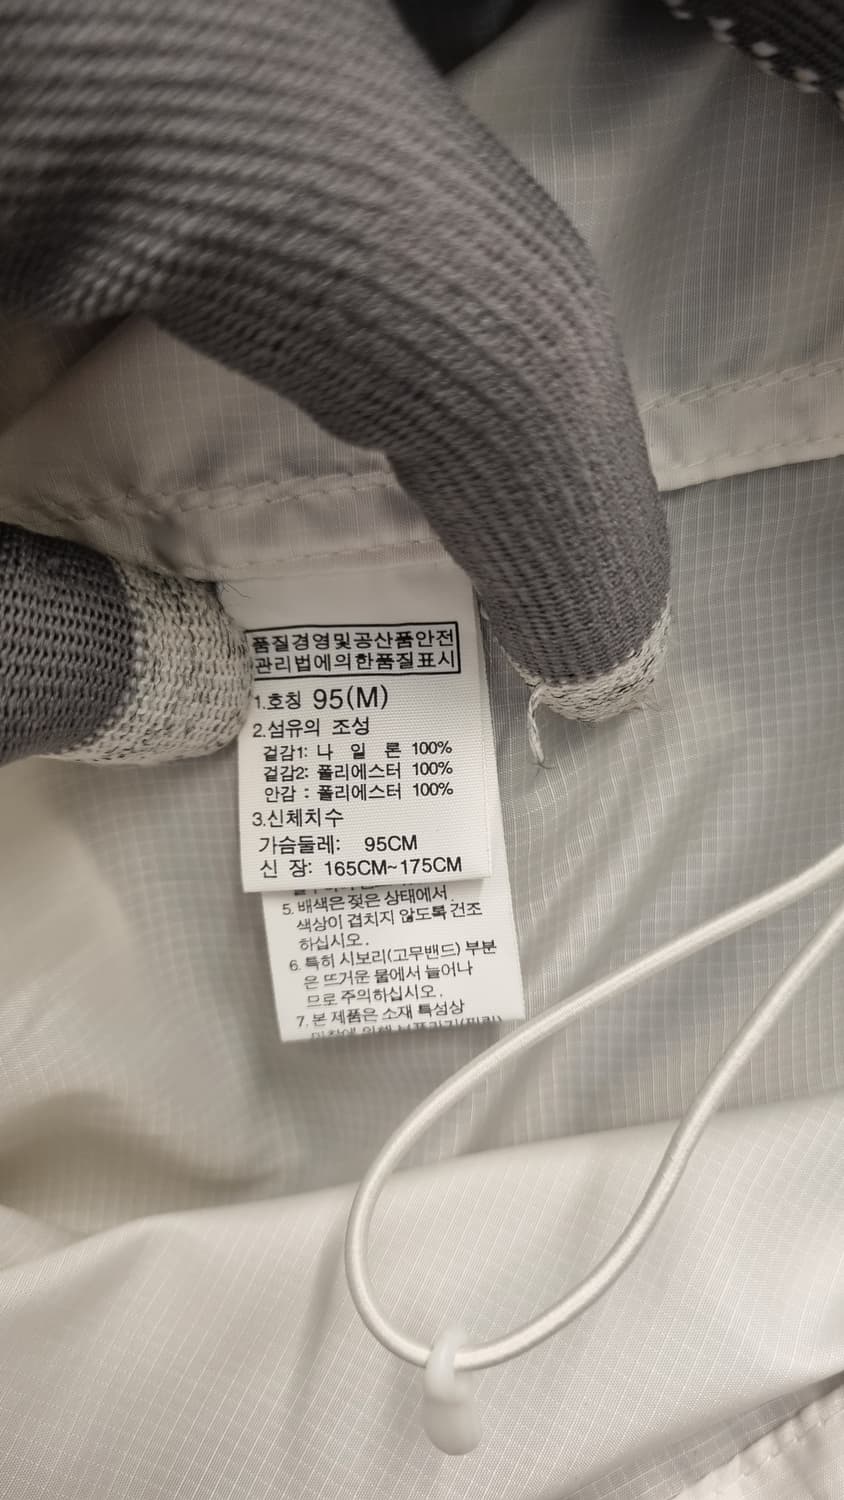 품질경영및공산품안전
관리법에의한품질표시
1.호칭 95(M)
2.섬유의 조성
겉감1: 나 일 론 100%
겉감2: 폴리에스터 100%
안감 : 폴리에스터 100%
3.신체치수
가슴둘레: 95CM
신 장: 165CM~175CM
5. 배색은 젖은 상태에서
색상이 겹치지 않도록 건조
하십시오.
6. 특히 시보리(고무밴드) 부분
은 뜨거운 물에서 늘어나
므로 주의하십시오.
7. 본 제품은 소재 특성상